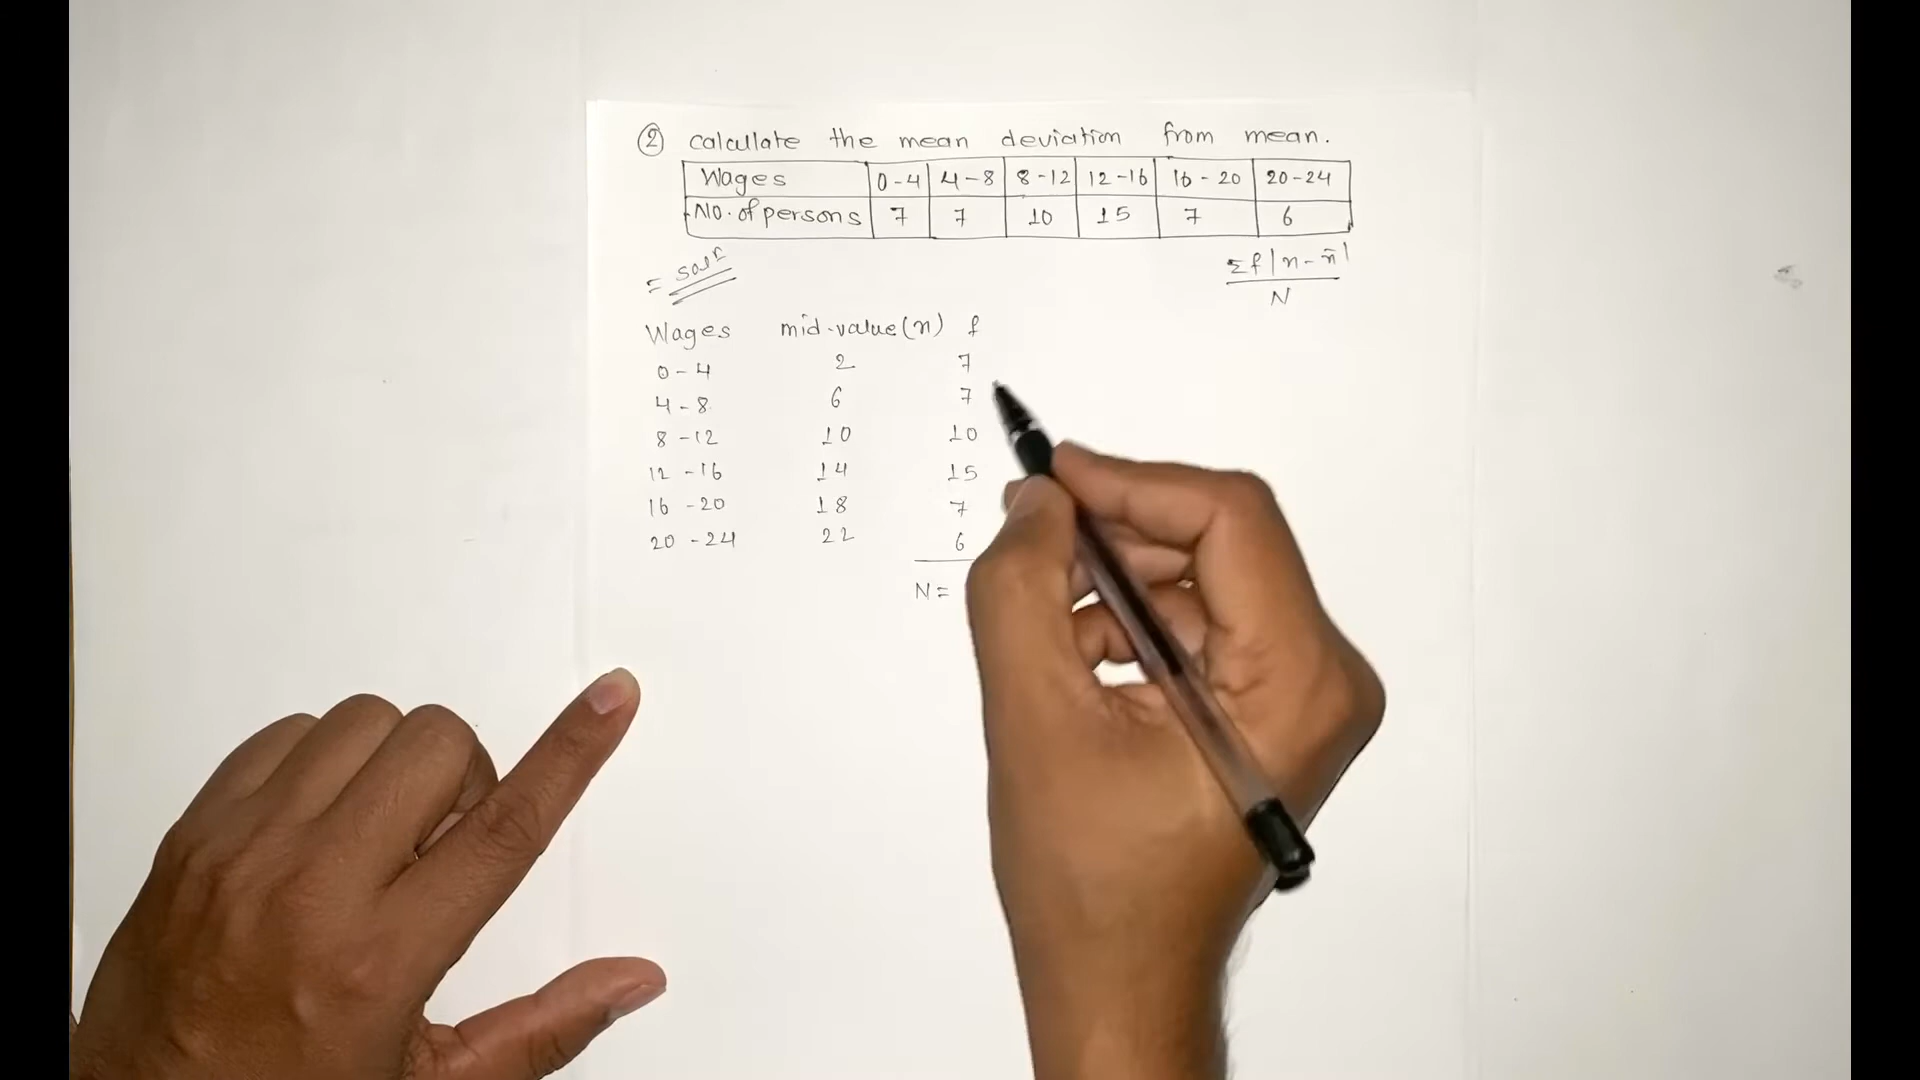 ② calculate the mean deviation from mean.
Wages 0-4 4-8 8-12 12-16 16-20 20-24
No. of persons 7 7 10 15 7 6
= Solⁿ
Σf|n-n̄|
N
Wages mid-value(n) f
0-4 2 7
4-8 6 7
8-12 10 10
12-16 14 15
16-20 18 7
20-24 22 6
N=